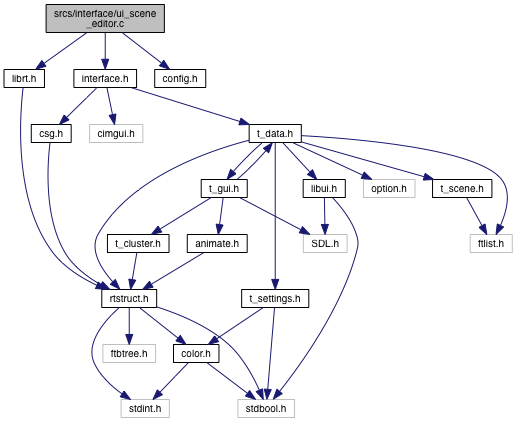 srcs/interface/ui_scene
_editor.c
librt.h
interface.h
config.h
csg.h
cimgui.h
t_data.h
t_gui.h
libui.h
option.h
t_scene.h
t_cluster.h
animate.h
SDL.h
ftlist.h
rtstruct.h
t_settings.h
ftbtree.h
color.h
stdint.h
stdbool.h